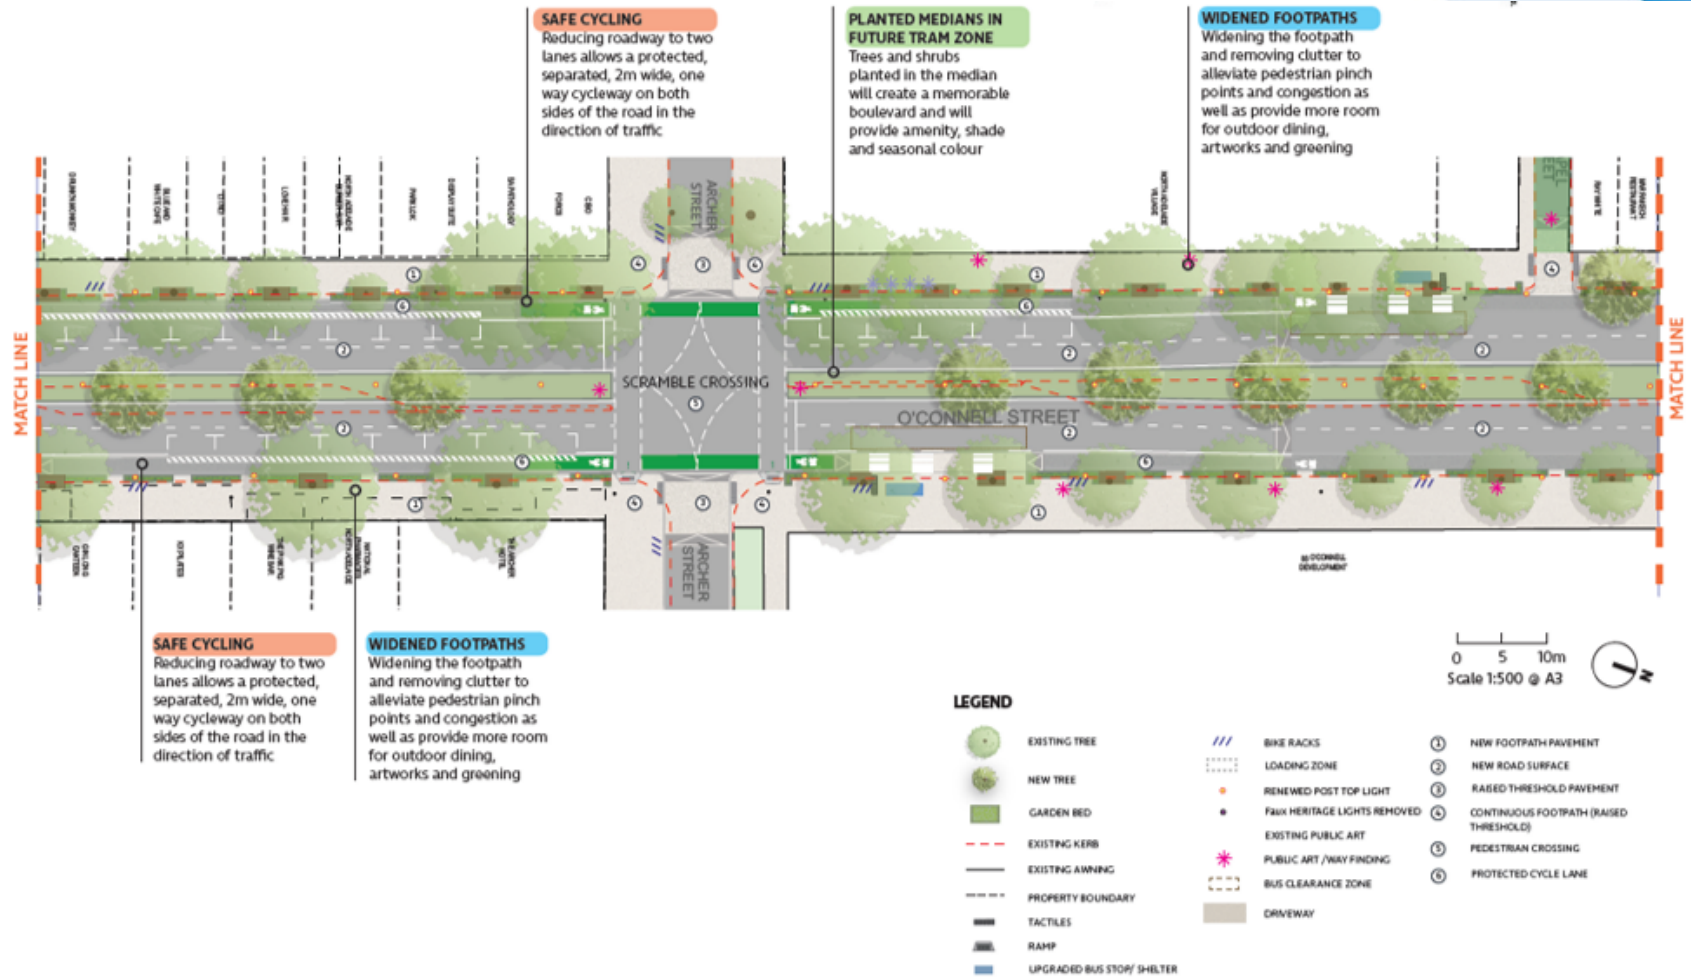 SAFE CYCLING
Reducing roadway to two
lanes allows a protected,
separated, 2m wide, one
way cycleway on both
sides of the road in the
direction of traffic
PLANTED MEDIANS IN
FUTURE TRAM ZONE
Trees and shrubs
planted in the median
will create a memorable
boulevard and will
provide amenity, shade
and seasonal colour
WIDENED FOOTPATHS
Widening the footpath
and removing clutter to
alleviate pedestrian pinch
points and congestion as
well as provide more room
for outdoor dining,
artworks and greening
ARCHER
STREET
NORTH ADELAIDE
VILLAGE
RAY WHITE
MATCH LINE
SCRAMBLE CROSSING
O'CONNELL STREET
MATCH LINE
THE ARCHER
HOTEL
ARCHER
STREET
88 O'CONNELL
DEVELOPMENT
SAFE CYCLING
Reducing roadway to two
lanes allows a protected,
separated, 2m wide, one
way cycleway on both
sides of the road in the
direction of traffic
WIDENED FOOTPATHS
Widening the footpath
and removing clutter to
alleviate pedestrian pinch
points and congestion as
well as provide more room
for outdoor dining,
artworks and greening
0 5 10m
Scale 1:500 @ A3
N
LEGEND
EXISTING TREE
NEW TREE
GARDEN BED
EXISTING KERB
EXISTING AWNING
PROPERTY BOUNDARY
TACTILES
RAMP
UPGRADED BUS STOP/ SHELTER
BIKE RACKS
LOADING ZONE
RENEWED POST TOP LIGHT
Faux HERITAGE LIGHTS REMOVED
EXISTING PUBLIC ART
PUBLIC ART /WAY FINDING
BUS CLEARANCE ZONE
DRIVEWAY
1 NEW FOOTPATH PAVEMENT
2 NEW ROAD SURFACE
3 RAISED THRESHOLD PAVEMENT
4 CONTINUOUS FOOTPATH (RAISED
THRESHOLD)
5 PEDESTRIAN CROSSING
6 PROTECTED CYCLE LANE